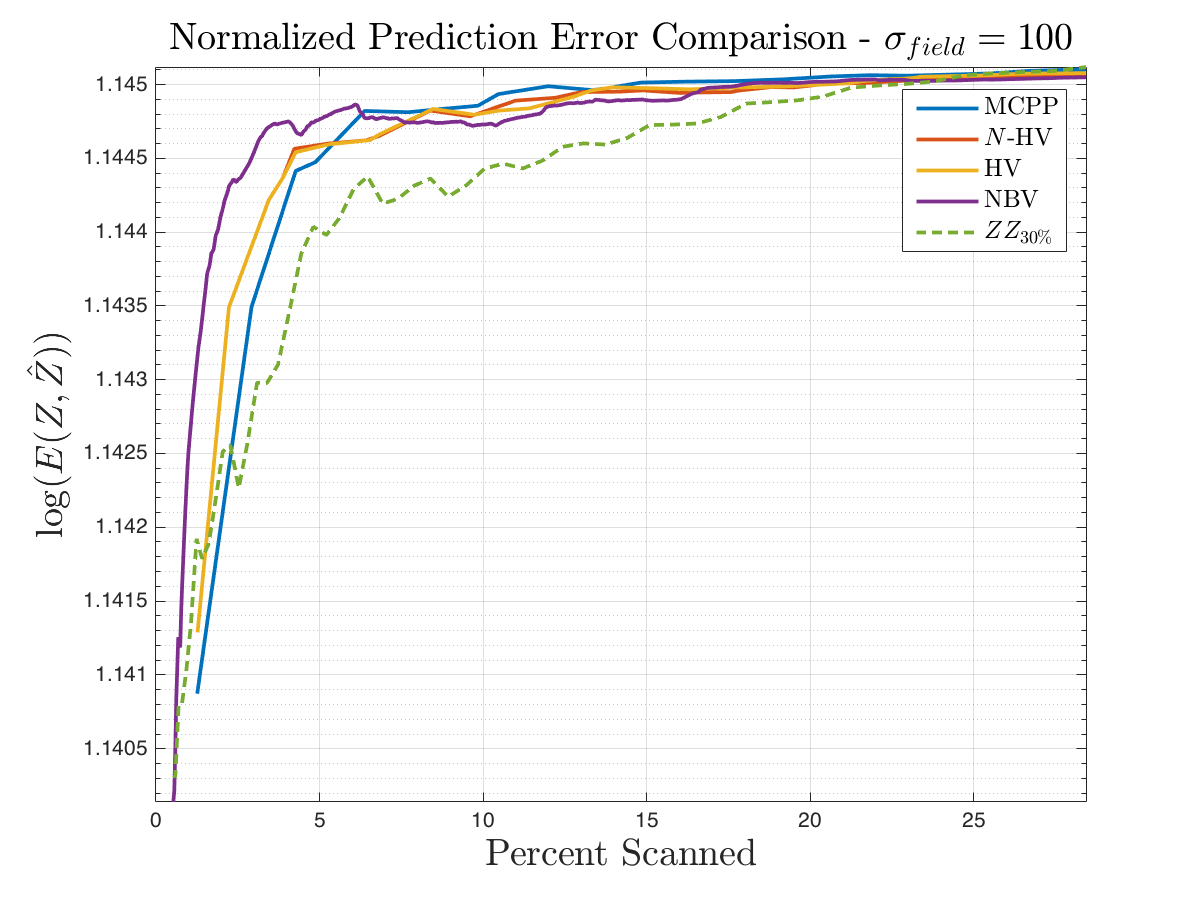 Normalized Prediction Error Comparison - σ_field = 100
log(E(Z, Ẑ))
1.145
1.1445
1.144
1.1435
1.143
1.1425
1.142
1.1415
1.141
1.1405
MCPP
N-HV
HV
NBV
ZZ_30%
0 5 10 15 20 25
Percent Scanned